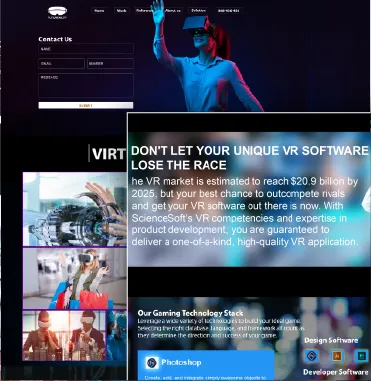 FUTUREALITY
Home Work Reference About us Solution
Contact Us
NAME
EMAIL NUMBER
MESSAGE
SUBMIT
VIRT
DON'T LET YOUR UNIQUE VR SOFTWARE
LOSE THE RACE
he VR market is estimated to reach $20.9 billion by
2025, but your best chance to outcompete rivals
and get your VR software out there is now. With
ScienceSoft's VR competencies and expertise in
product development, you are guaranteed to
deliver a one-of-a-kind, high-quality VR application.
Our Gaming Technology Stack
Leverage a wide variety of technologies to build your ideal game.
Selecting the right database, language, and framework all count as
they determine the direction and success of your game.
Design Software
Photoshop
Create, edit, and integrate simply awesome objects to
Developer Software